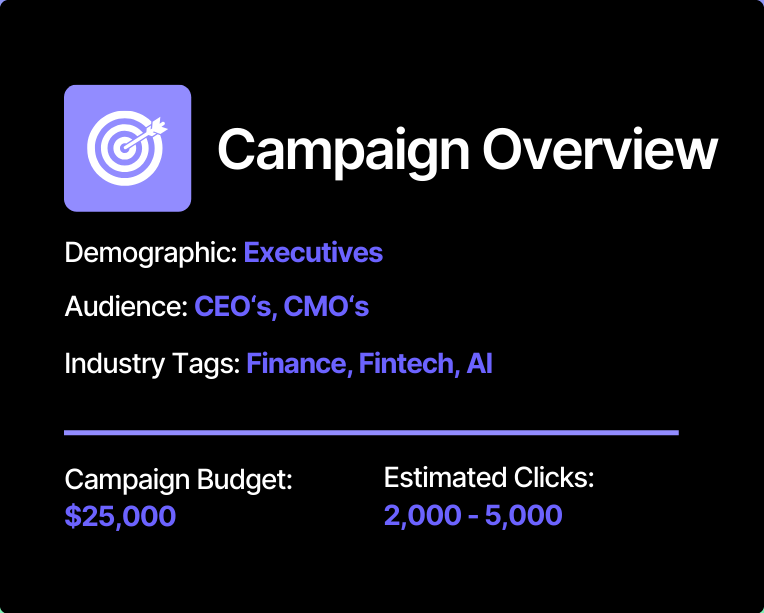 Campaign Overview
Demographic: Executives
Audience: CEO‘s, CMO‘s
Industry Tags: Finance, Fintech, AI
Campaign Budget:
$25,000
Estimated Clicks:
2,000 - 5,000